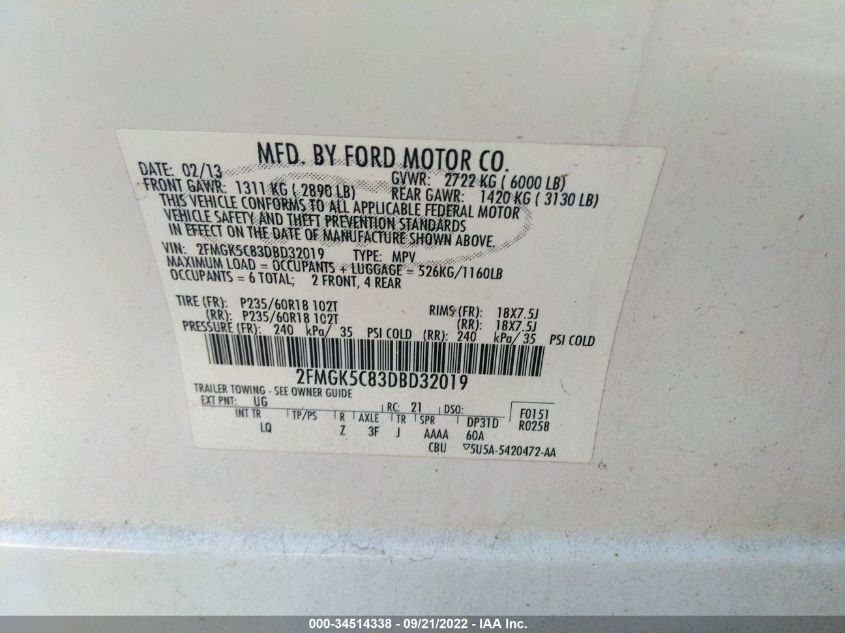 MFD. BY FORD MOTOR CO.
DATE: 02/13 GVWR: 2722 KG ( 6000 LB)
FRONT GAWR: 1311 KG ( 2890 LB) REAR GAWR: 1420 KG ( 3130 LB)
THIS VEHICLE CONFORMS TO ALL APPLICABLE FEDERAL MOTOR
VEHICLE SAFETY AND THEFT PREVENTION STANDARDS
IN EFFECT ON THE DATE OF MANUFACTURE SHOWN ABOVE.
VIN: 2FMGK5C83DBD32019 TYPE: MPV
MAXIMUM LOAD = OCCUPANTS + LUGGAGE = 526KG/1160LB
OCCUPANTS = 6 TOTAL; 2 FRONT, 4 REAR
TIRE (FR): P235/60R18 102T RIMS (FR): 18X7.5J
(RR): P235/60R18 102T (RR): 18X7.5J
PRESSURE (FR): 240 kPa/ 35 PSI COLD (RR): 240 kPa/ 35 PSI COLD
2FMGK5C83DBD32019
TRAILER TOWING - SEE OWNER GUIDE
EXT PNT: UG RC: 21 DSO: F0151
INT TR TP/PS R AXLE TR SPR DP31D R025B
LQ Z 3F J AAAA 60A
CBU ▽5U5A-5420472-AA
000-34514338 - 09/21/2022 - IAA Inc.